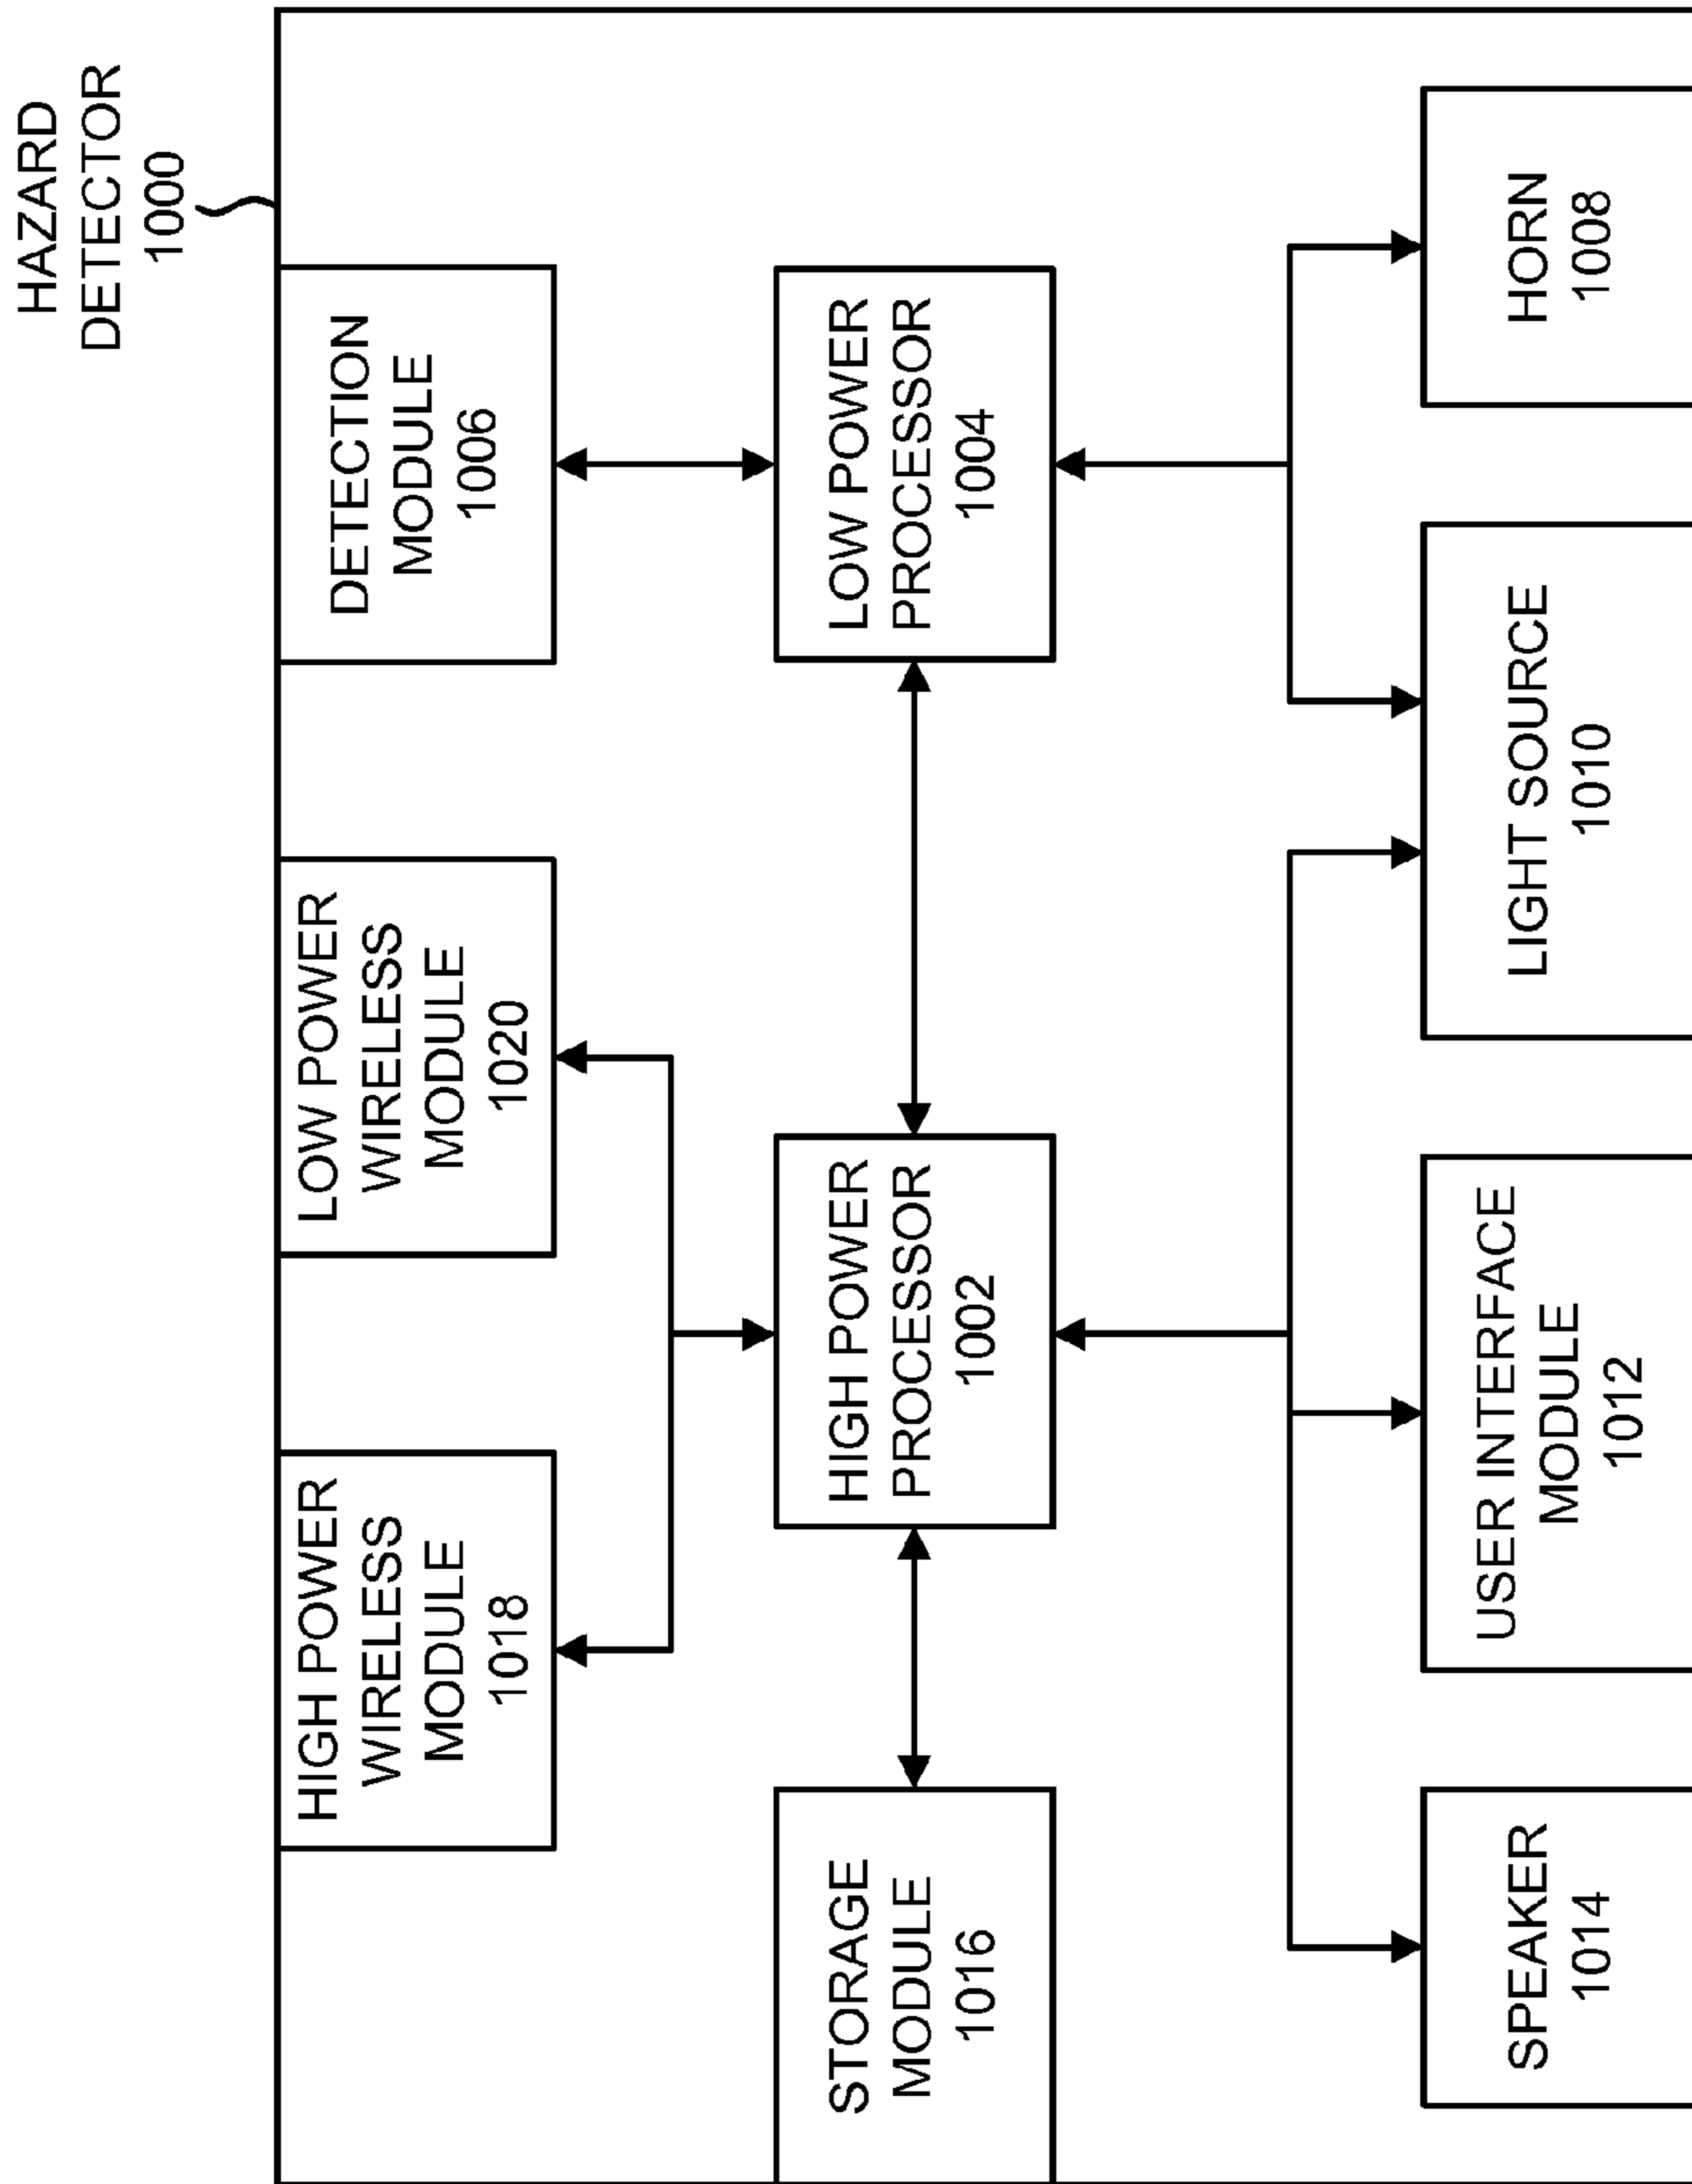 HAZARD
DETECTOR
1000
HIGH POWER
WIRELESS
MODULE
1018
LOW POWER
WIRELESS
MODULE
1020
DETECTION
MODULE
1006
STORAGE
MODULE
1016
HIGH POWER
PROCESSOR
1002
LOW POWER
PROCESSOR
1004
SPEAKER
1014
USER INTERFACE
MODULE
1012
LIGHT SOURCE
1010
HORN
1008